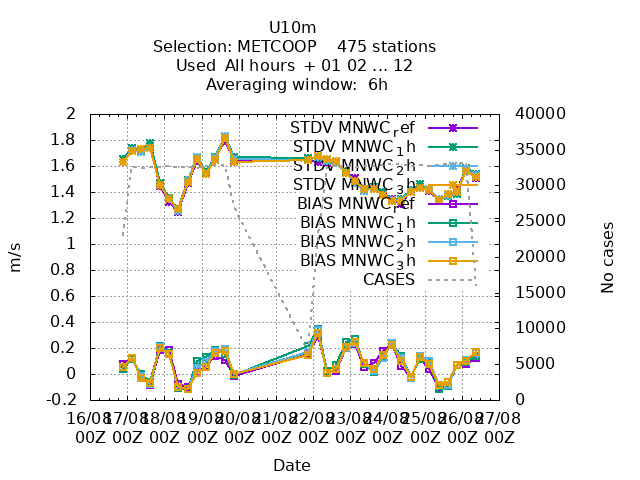 U10m
Selection: METCOOP 475 stations
Used All hours + 01 02 ... 12
Averaging window: 6h
2 40000
1.8 35000
1.6 30000
1.4 25000
1.2 20000
1 15000
0.8 10000
0.6 5000
0.4 0
0.2
0
-0.2
m/s
No cases
STDV MNWC_ref
STDV MNWC_1h
STDV MNWC_2h
STDV MNWC_3h
BIAS MNWC_ref
BIAS MNWC_1h
BIAS MNWC_2h
BIAS MNWC_3h
CASES
16/08 17/08 18/08 19/08 20/08 21/08 22/08 23/08 24/08 25/08 26/08 27/08
00Z 00Z 00Z 00Z 00Z 00Z 00Z 00Z 00Z 00Z 00Z 00Z
Date